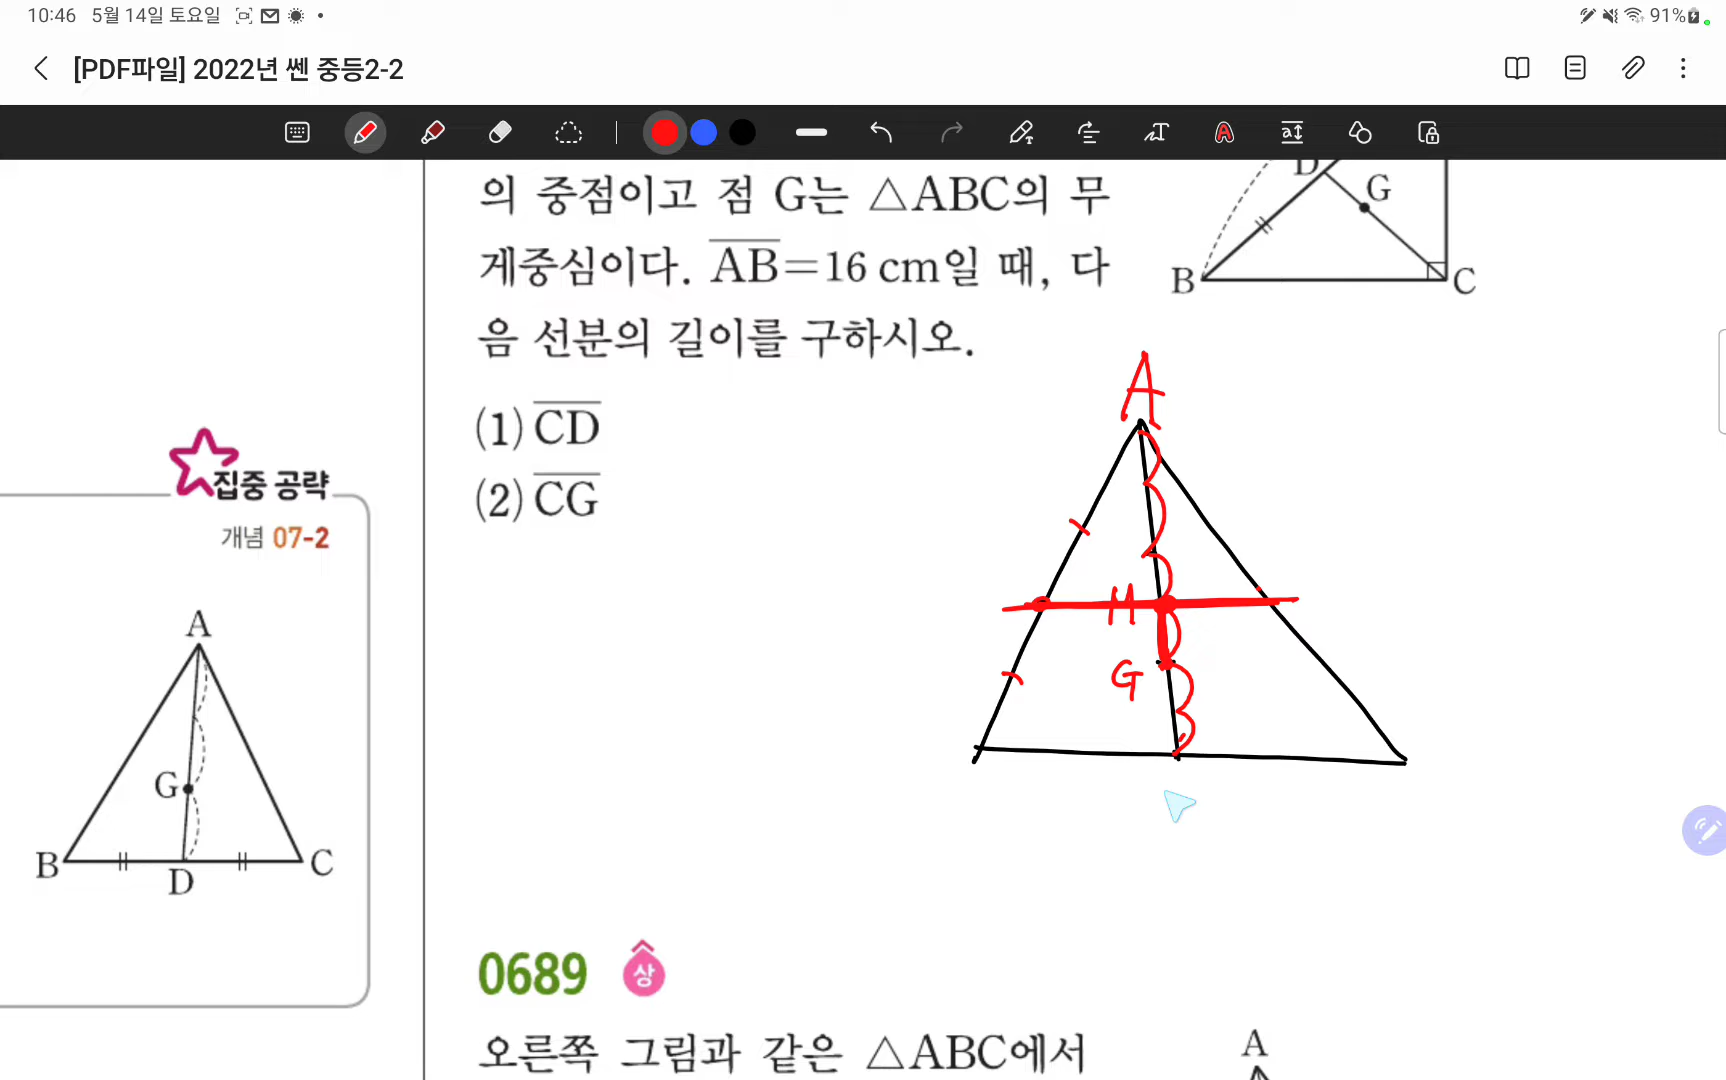 10:46 5월 14일 토요일
91%
[PDF파일] 2022년 쎈 중등2-2
의 중점이고 점 G는 △ABC의 무
게중심이다. AB=16 cm일 때, 다
음 선분의 길이를 구하시오.
(1) CD
(2) CG
D
G
B
C
집중 공략
개념 07-2
A
G
B
D
C
A
M
G
0689 상
오른쪽 그림과 같은 △ABC에서
A